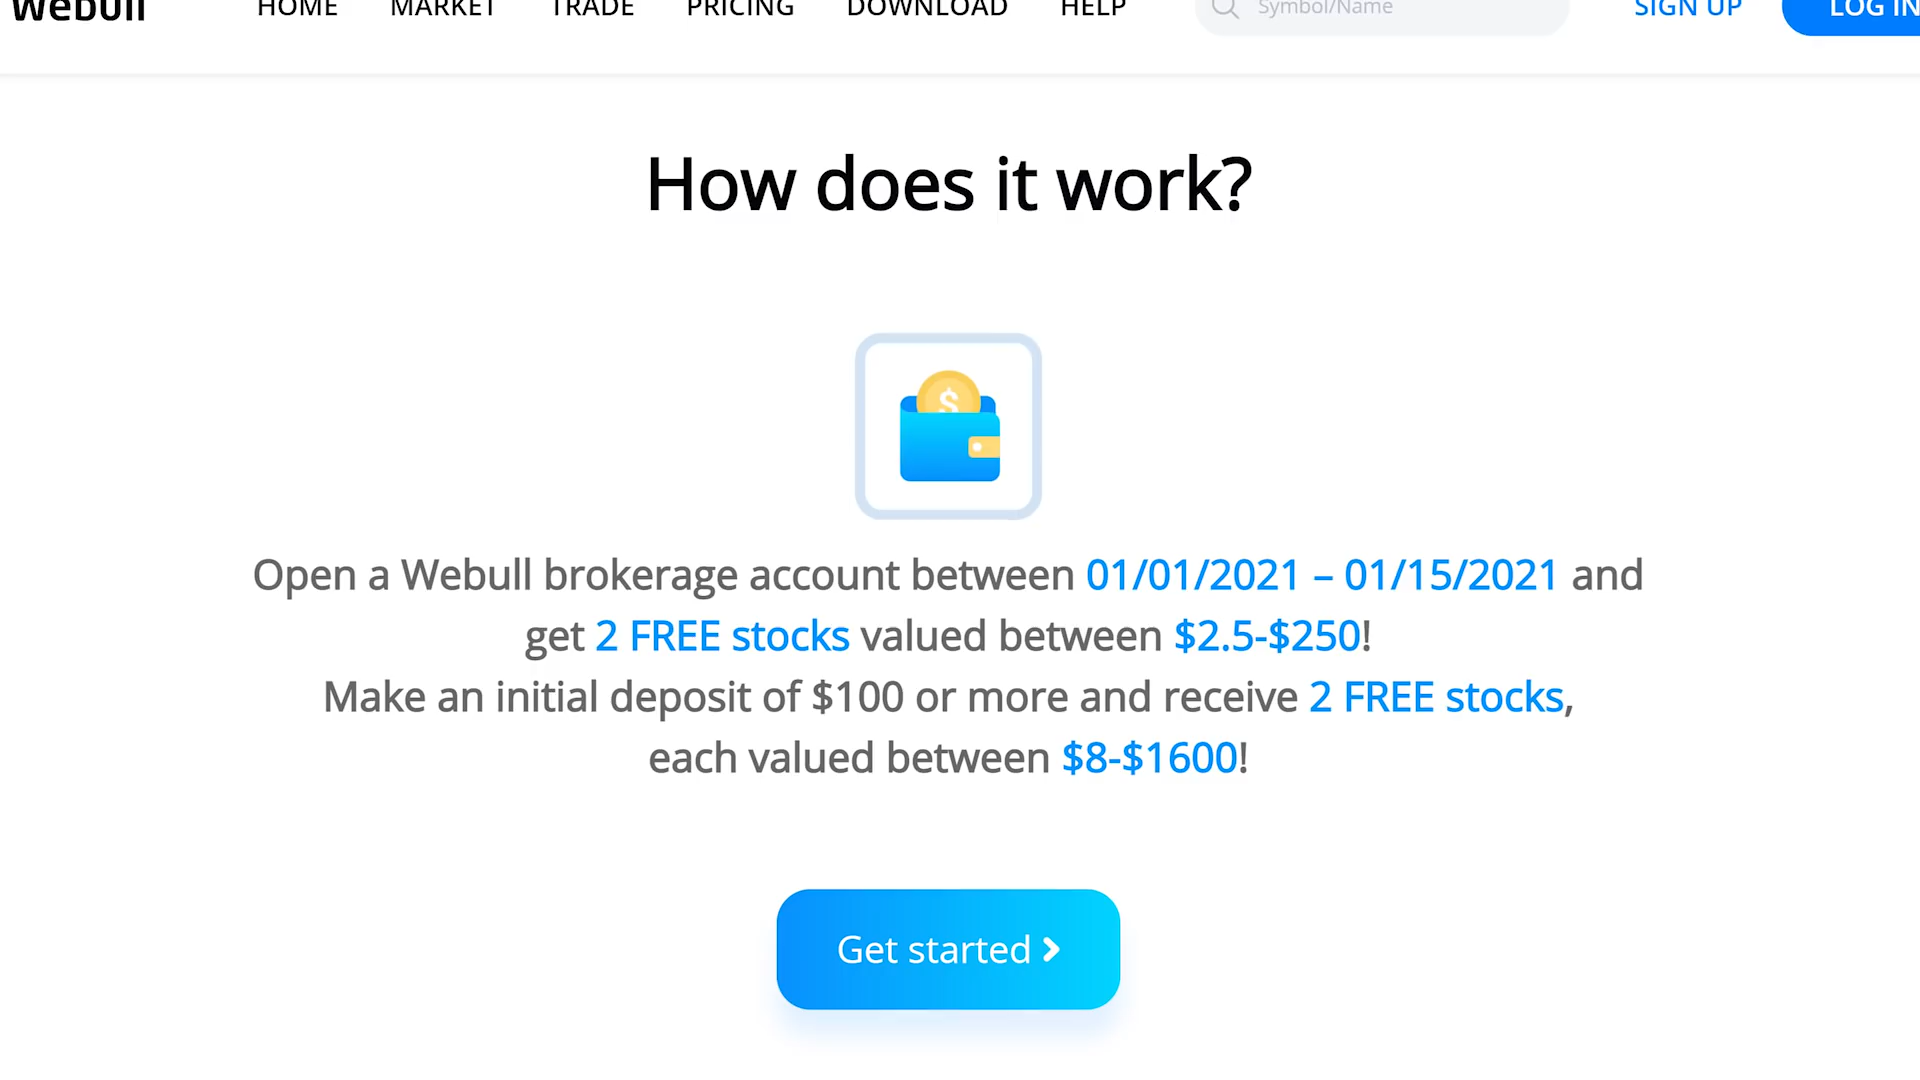 Webull HOME MARKET TRADE PRICING DOWNLOAD HELP Symbol/Name SIGN UP LOG IN
How does it work?
$
Open a Webull brokerage account between 01/01/2021 – 01/15/2021 and
get 2 FREE stocks valued between $2.5-$250!
Make an initial deposit of $100 or more and receive 2 FREE stocks,
each valued between $8-$1600!
Get started